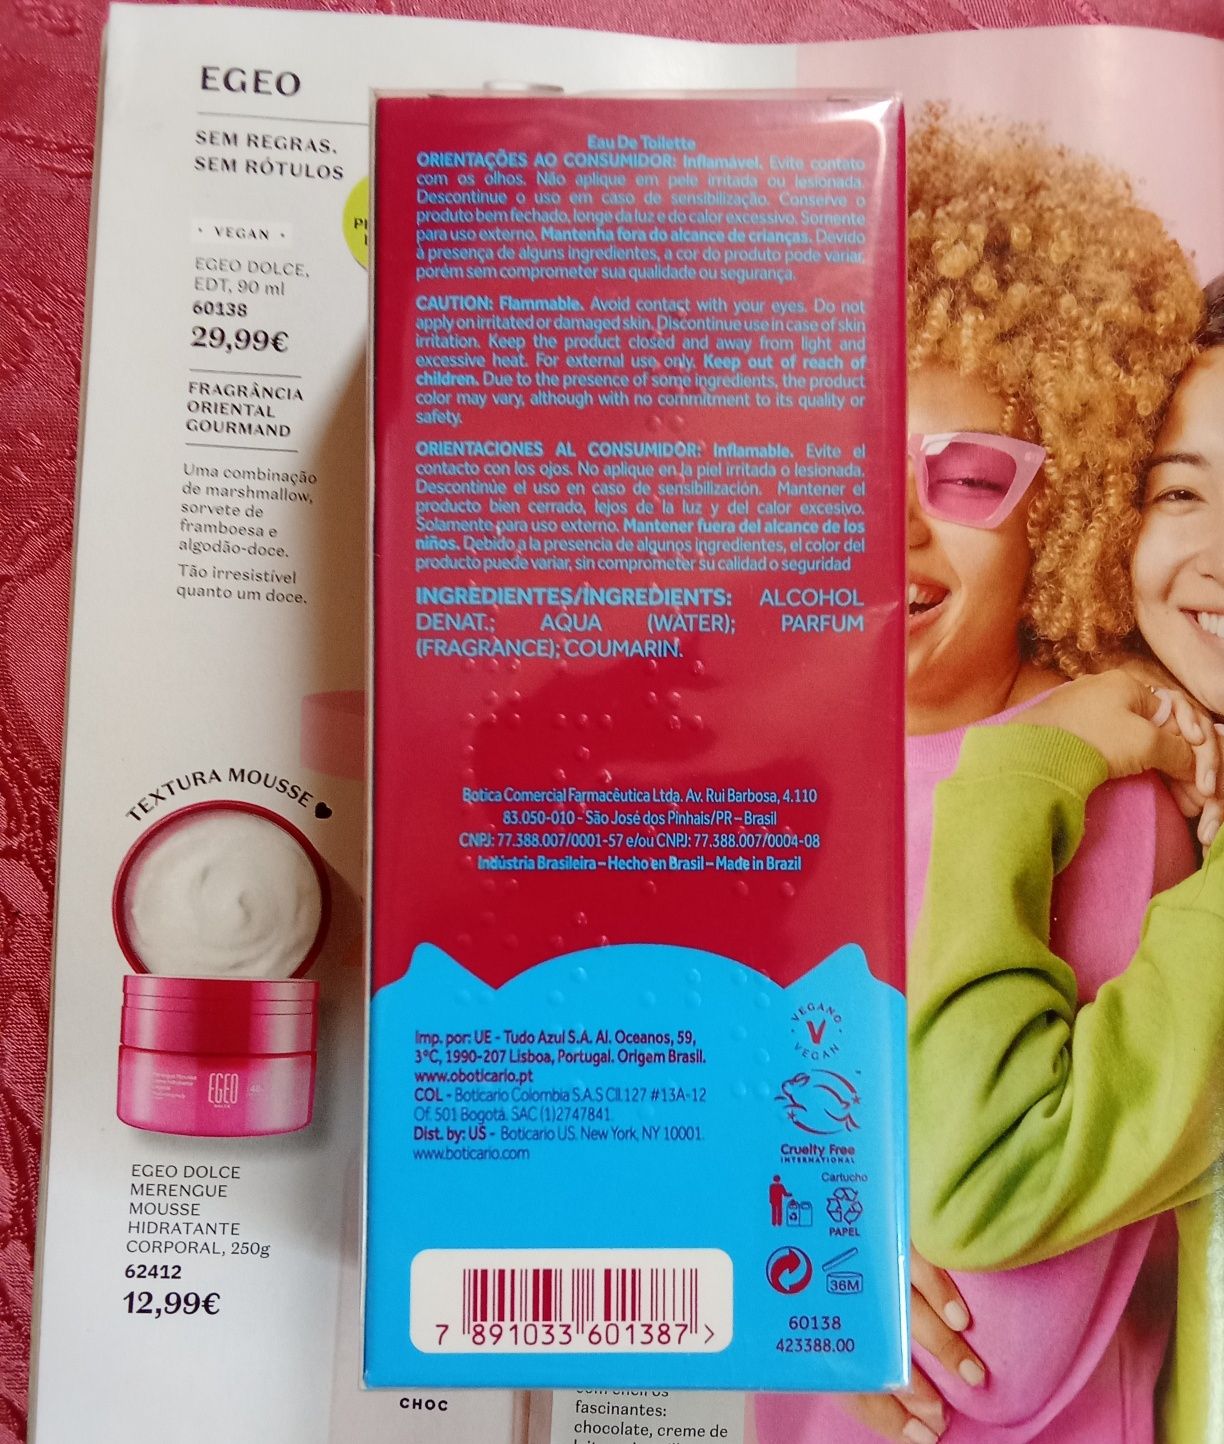 EGEO
SEM REGRAS.
SEM RÓTULOS
• VEGAN •
EGEO DOLCE,
EDT, 90 ml
60138
29,99€
FRAGRÂNCIA
ORIENTAL
GOURMAND
Uma combinação
de marshmallow,
sorvete de
framboesa e
algodão-doce.
Tão irresistível
quanto um doce.
TEXTURA MOUSSE
EGEO
EGEO DOLCE
MERENGUE
MOUSSE
HIDRATANTE
CORPORAL, 250g
62412
12,99€
Eau De Toilette
ORIENTAÇÕES AO CONSUMIDOR: Inflamável. Evite contato
com os olhos. Não aplique em pele irritada ou lesionada.
Descontinue o uso em caso de sensibilização. Conserve o
produto bem fechado, longe da luz e do calor excessivo. Somente
para uso externo. Mantenha fora do alcance de crianças. Devido
à presença de alguns ingredientes, a cor do produto pode variar,
porém sem comprometer sua qualidade ou segurança.
CAUTION: Flammable. Avoid contact with your eyes. Do not
apply on irritated or damaged skin. Discontinue use in case of skin
irritation. Keep the product closed and away from light and
excessive heat. For external use only. Keep out of reach of
children. Due to the presence of some ingredients, the product
color may vary, although with no commitment to its quality or
safety.
ORIENTACIONES AL CONSUMIDOR: Inflamable. Evite el
contacto con los ojos. No aplique en la piel irritada o lesionada.
Descontinúe el uso en caso de sensibilización. Mantener el
producto bien cerrado, lejos de la luz y del calor excesivo.
Solamente para uso externo. Mantener fuera del alcance de los
niños. Debido a la presencia de algunos ingredientes, el color del
producto puede variar, sin comprometer su calidad o seguridad
INGREDIENTES/INGREDIENTS: ALCOHOL
DENAT.; AQUA (WATER); PARFUM
(FRAGRANCE); COUMARIN.
Botica Comercial Farmacêutica Ltda. Av. Rui Barbosa, 4.110
83.050-010 - São José dos Pinhais/PR - Brasil
CNPJ: 77.388.007/0001-57 e/ou CNPJ: 77.388.007/0004-08
Indústria Brasileira - Hecho en Brasil - Made in Brazil
Imp. por: UE - Tudo Azul S.A. Al. Oceanos, 59,
3ºC, 1990-207 Lisboa, Portugal. Origem Brasil.
www.oboticario.pt
COL - Boticario Colombia S.A.S Cll.127 #13A-12
Of. 501 Bogotá. SAC (1)2747841.
Dist. by: US - Boticario US. New York, NY 10001.
www.boticario.com
VEGANO
VEGAN
Cruelty Free
INTERNATIONAL
Cartucho
PAPEL
36M
60138
423388.00
7 891033 601387 >
CHOC
fascinantes:
chocolate, creme de